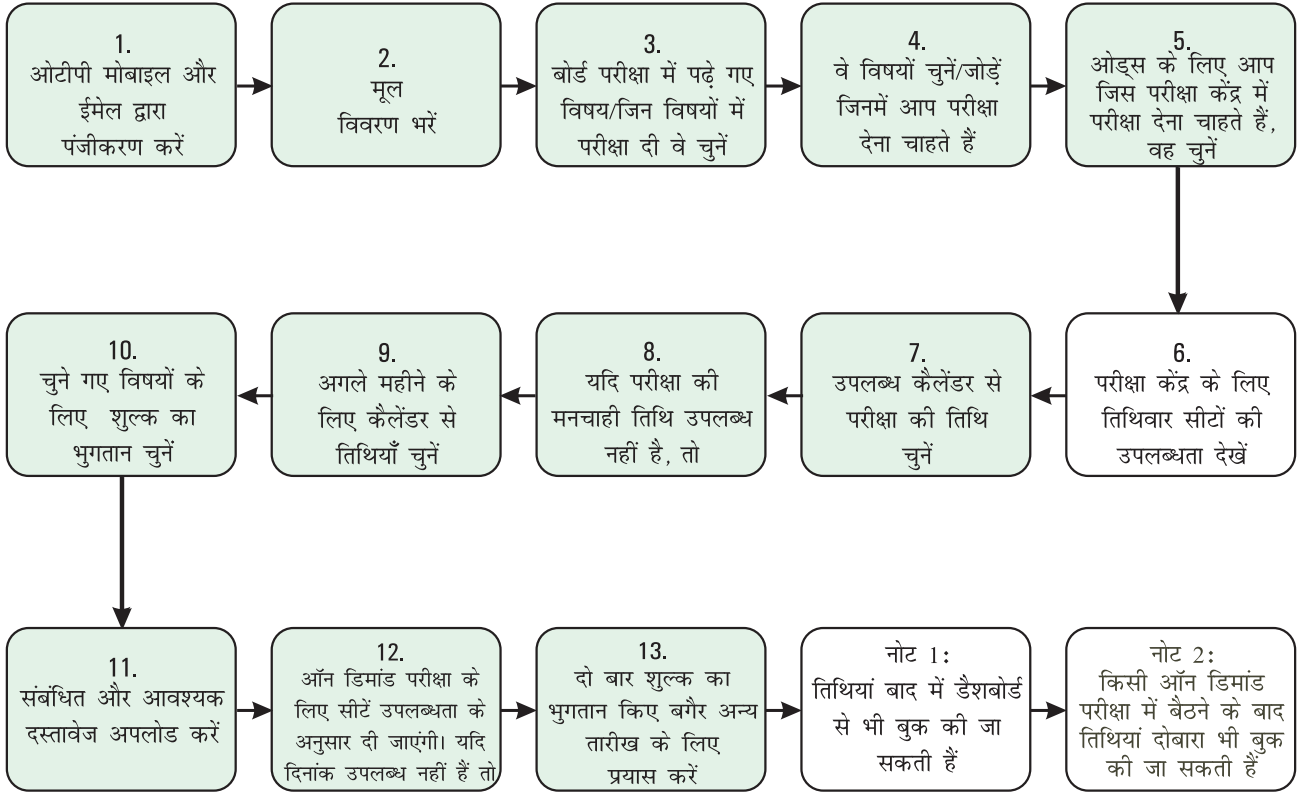 1.
ओटीपी मोबाइल और
ईमेल द्वारा
पंजीकरण करें
2.
मूल
विवरण भरें
3.
बोर्ड परीक्षा में पढ़े गए
विषय/जिन विषयों में
परीक्षा दी वे चुनें
4.
वे विषयों चुनें/जोड़ें
जिनमें आप परीक्षा
देना चाहते हैं
5.
ओड्स के लिए आप
जिस परीक्षा केंद्र में
परीक्षा देना चाहते हैं,
वह चुनें
6.
परीक्षा केंद्र के लिए
तिथिवार सीटों की
उपलब्धता देखें
7.
उपलब्ध कैलेंडर से
परीक्षा की तिथि
चुनें
8.
यदि परीक्षा की
मनचाही तिथि उपलब्ध
नहीं है, तो
9.
अगले महीने के
लिए कैलेंडर से
तिथियाँ चुनें
10.
चुने गए विषयों के
लिए शुल्क का
भुगतान चुनें
11.
संबंधित और आवश्यक
दस्तावेज अपलोड करें
12.
ऑन डिमांड परीक्षा के
लिए सीटें उपलब्धता के
अनुसार दी जाएंगी। यदि
दिनांक उपलब्ध नहीं हैं तो
13.
दो बार शुल्क का
भुगतान किए बगैर अन्य
तारीख के लिए
प्रयास करें
नोट 1:
तिथियां बाद में डैशबोर्ड
से भी बुक की जा
सकती हैं
नोट 2:
किसी ऑन डिमांड
परीक्षा में बैठने के बाद
तिथियां दोबारा भी बुक
की जा सकती हैं